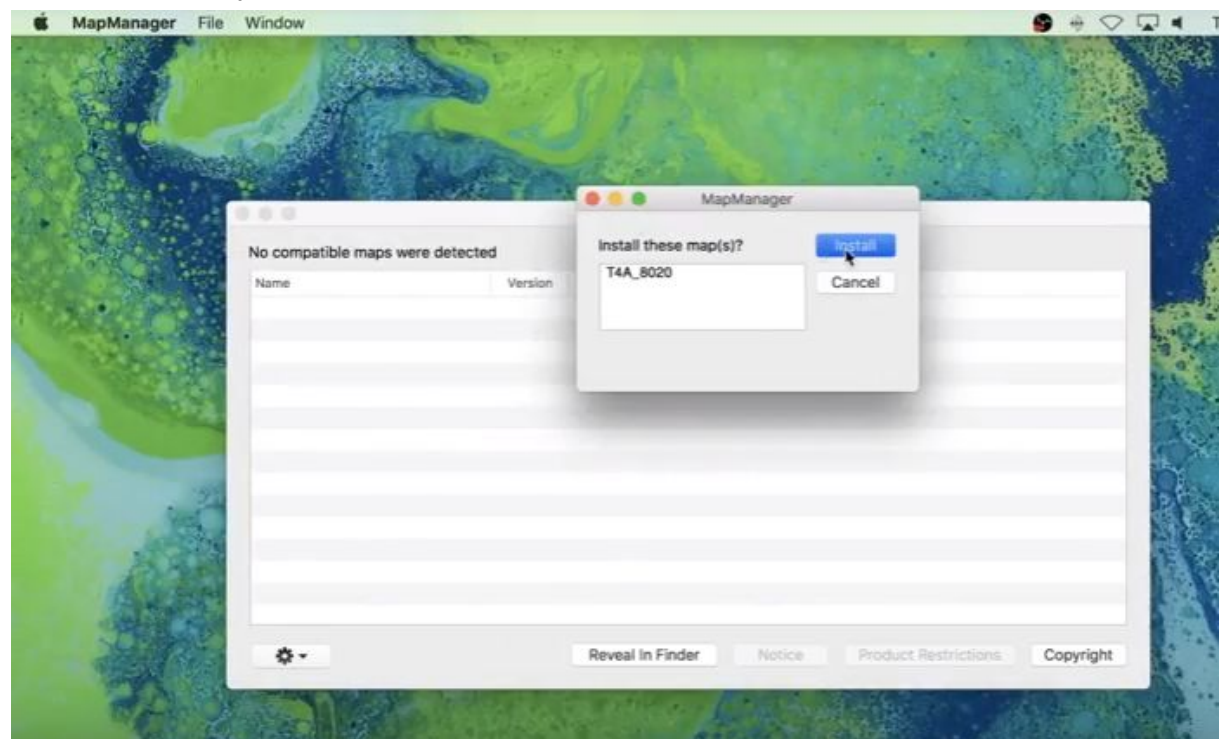 MapManager File Window
MapManager
No compatible maps were detected
Install these map(s)?
Install
Name
Version
T4A_8020
Cancel
Reveal In Finder
Notice
Product Restrictions
Copyright